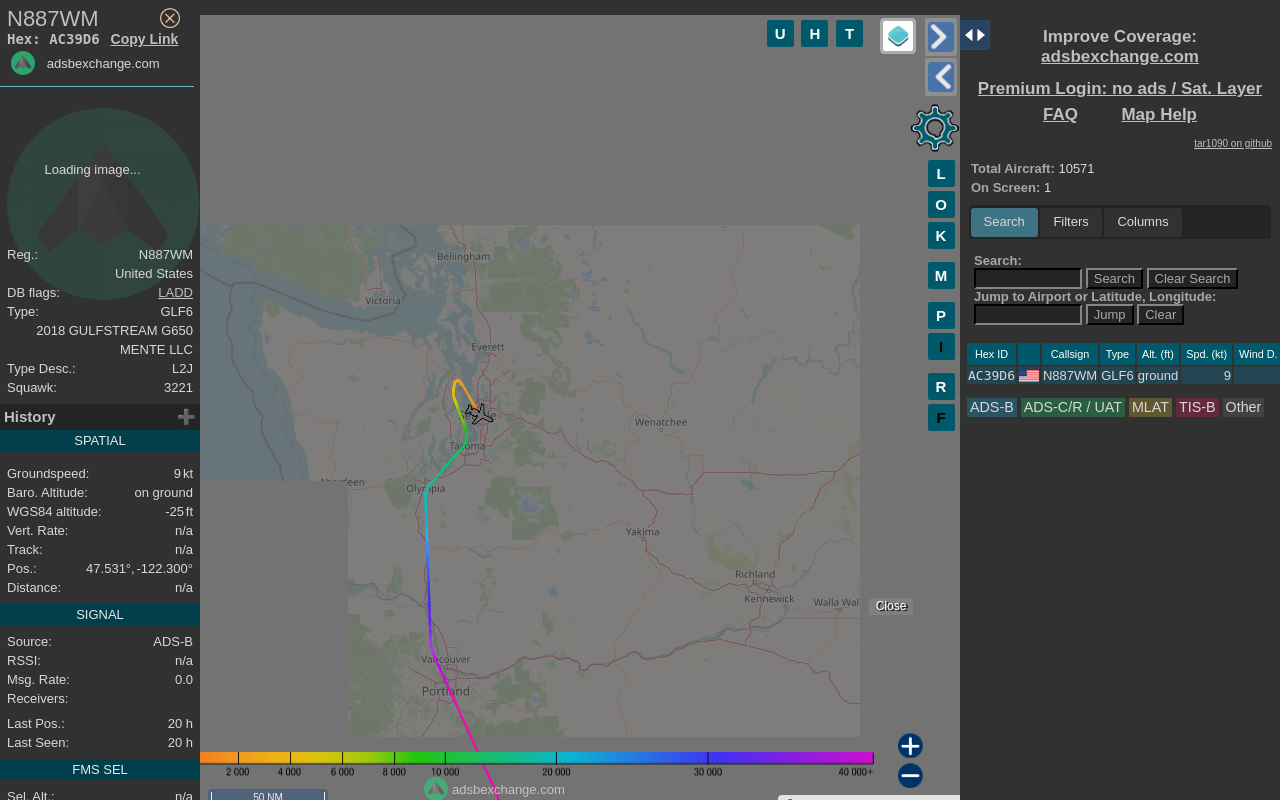 N887WM
Hex: AC39D6 Copy Link
adsbexchange.com
Loading image...
Reg.: N887WM
United States
DB flags: LADD
Type: GLF6
2018 GULFSTREAM G650
MENTE LLC
Type Desc.: L2J
Squawk: 3221
History
SPATIAL
Groundspeed: 9 kt
Baro. Altitude: on ground
WGS84 altitude: -25 ft
Vert. Rate: n/a
Track: n/a
Pos.: 47.531°, -122.300°
Distance: n/a
SIGNAL
Source: ADS-B
RSSI: n/a
Msg. Rate: 0.0
Receivers:
Last Pos.: 20 h
Last Seen: 20 h
FMS SEL
Sel. Alt.: n/a
U H T
L
O
K
M
P
I
R
F
Bellingham
Victoria
Everett
Wenatchee
Tacoma
Aberdeen
Olympia
Yakima
Richland
Kennewick
Walla Wal
Vancouver
Portland
Close
2 000 4 000 6 000 8 000 10 000 20 000 30 000 40 000+
adsbexchange.com
50 NM
Improve Coverage:
adsbexchange.com
Premium Login: no ads / Sat. Layer
FAQ Map Help
tar1090 on github
Total Aircraft: 10571
On Screen: 1
Search Filters Columns
Search:
Search Clear Search
Jump to Airport or Latitude, Longitude:
Jump Clear
Hex ID Callsign Type Alt. (ft) Spd. (kt) Wind D.
AC39D6 N887WM GLF6 ground 9
ADS-B ADS-C/R / UAT MLAT TIS-B Other